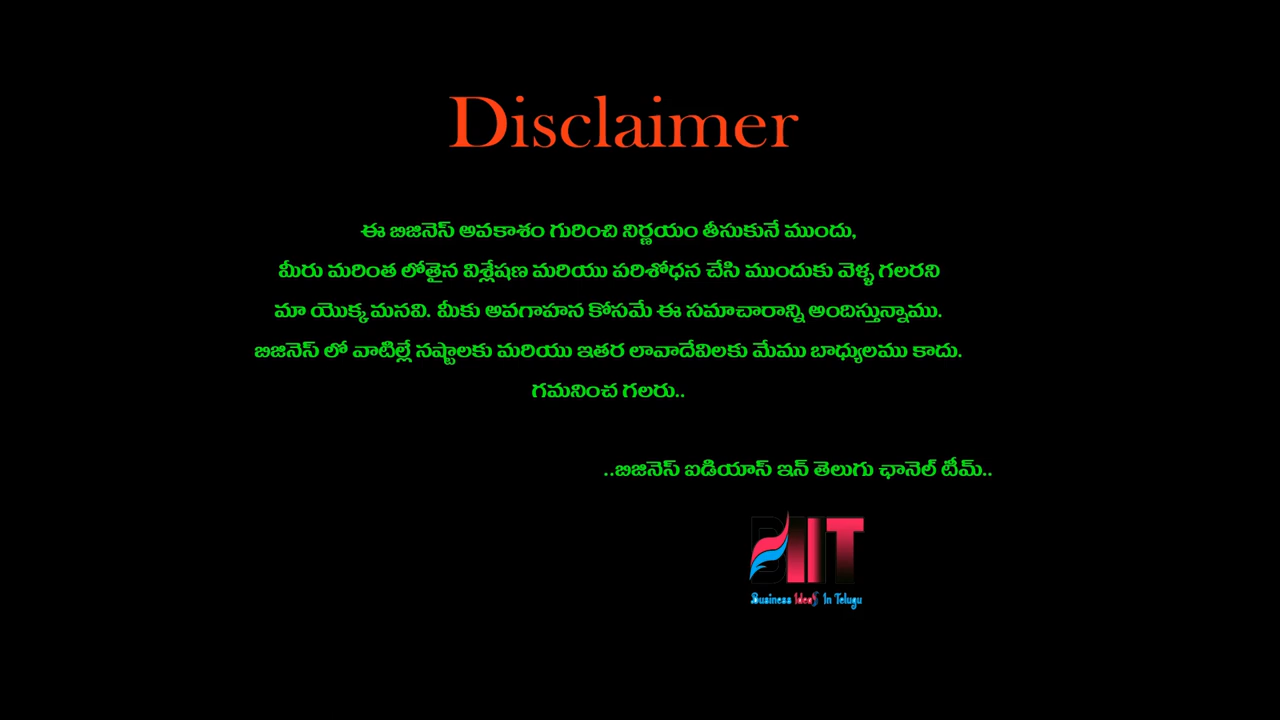 Disclaimer
ఈ బిజినెస్ అవకాశం గురించి నిర్ణయం తీసుకునే ముందు,
మీరు మరింత లోతైన విశ్లేషణ మరియు పరిశోధన చేసి ముందుకు వెళ్ళ గలరని
మా యొక్క మనవి. మీకు అవగాహన కోసమే ఈ సమాచారాన్ని అందిస్తున్నాము.
బిజినెస్ లో వాటిల్లే నష్టాలకు మరియు ఇతర లావాదేవిలకు మేము బాధ్యులము కాదు.
గమనించ గలరు..
..బిజినెస్ ఐడియాస్ ఇన్ తెలుగు ఛానెల్ టీమ్..
BIIT
Business Ideas In Telugu